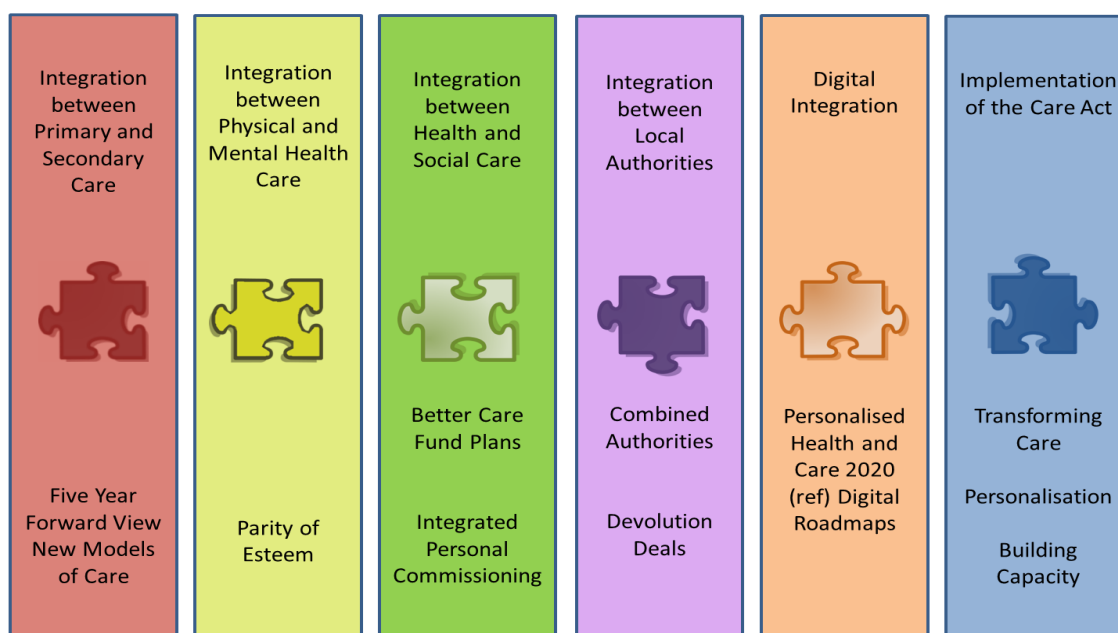 Integration
between
Primary and
Secondary
Care
Five Year
Forward View
New Models
of Care
Integration
between
Physical and
Mental Health
Care
Parity of
Esteem
Integration
between
Health and
Social Care
Better Care
Fund Plans
Integrated
Personal
Commissioning
Integration
between
Local
Authorities
Combined
Authorities
Devolution
Deals
Digital
Integration
Personalised
Health and
Care 2020
(ref) Digital
Roadmaps
Implementation
of the Care Act
Transforming
Care
Personalisation
Building
Capacity